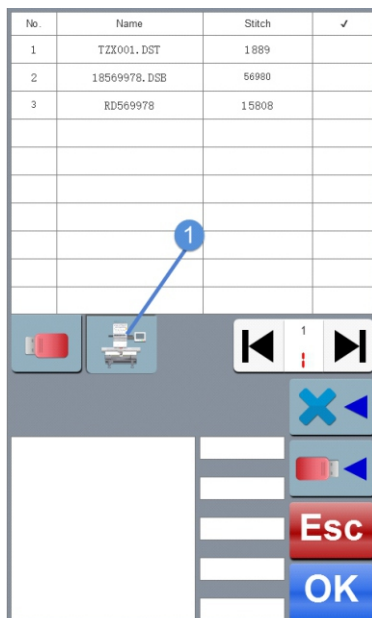 No. Name Stitch ✓
1 TZX001.DST 1889
2 18569978.DSB 56980
3 RD569978 15808
1
1
Esc
OK